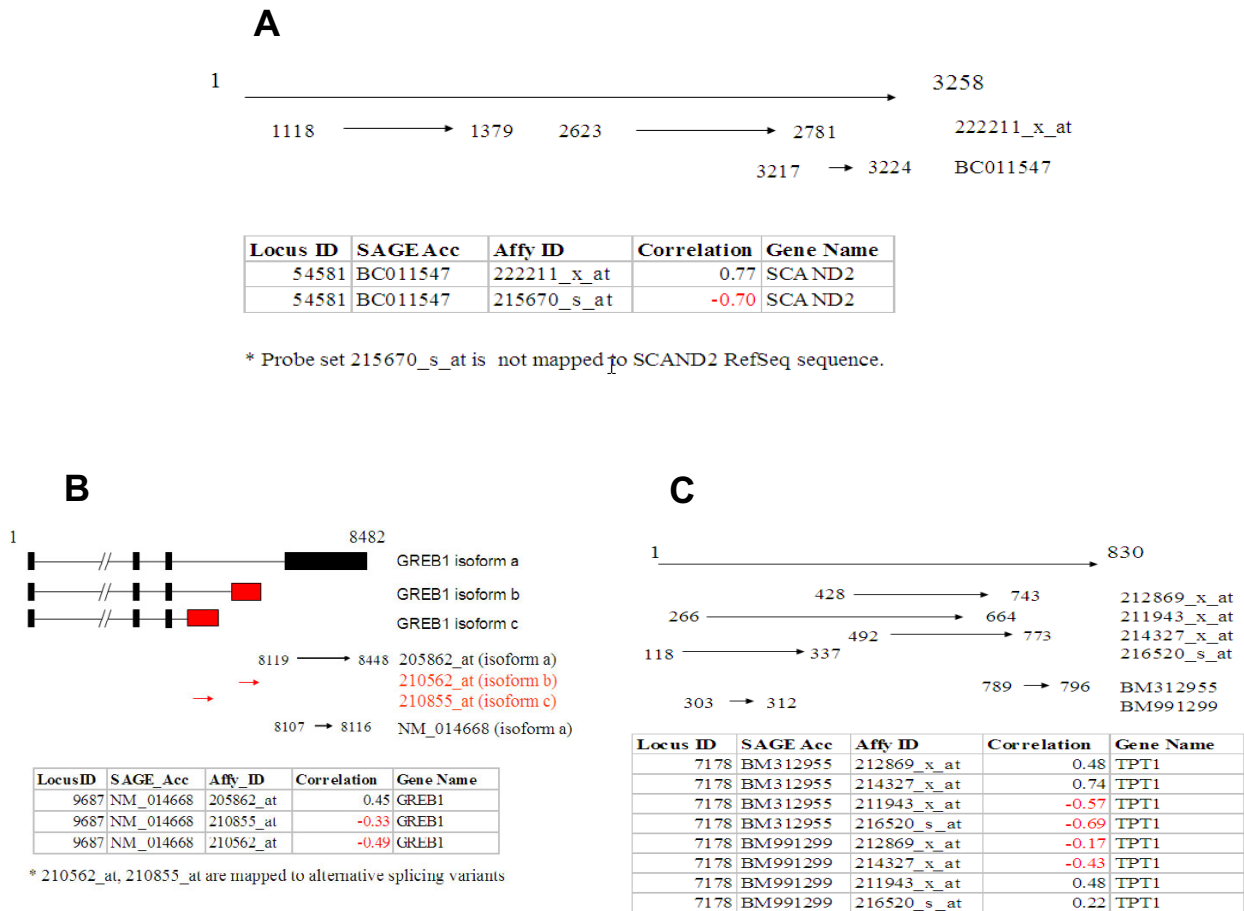 A
1 3258
1118 1379 2623 2781 222211_x_at
3217 3224 BC011547
Locus ID SAGE Acc Affy ID Correlation Gene Name
54581 BC011547 222211_x_at 0.77 SCAND2
54581 BC011547 215670_s_at -0.70 SCAND2
* Probe set 215670_s_at is not mapped to SCAND2 RefSeq sequence.
B
1 8482
GREB1 isoform a
GREB1 isoform b
GREB1 isoform c
8119 8448 205862_at (isoform a)
210562_at (isoform b)
210855_at (isoform c)
8107 8116 NM_014668 (isoform a)
LocusID SAGE_Acc Affy_ID Correlation Gene Name
9687 NM_014668 205862_at 0.45 GREB1
9687 NM_014668 210855_at -0.33 GREB1
9687 NM_014668 210562_at -0.49 GREB1
* 210562_at, 210855_at are mapped to alternative splicing variants
C
1 830
428 743 212869_x_at
266 664 211943_x_at
492 773 214327_x_at
118 337 216520_s_at
789 796 BM312955
303 312 BM991299
Locus ID SAGE Acc Affy ID Correlation Gene Name
7178 BM312955 212869_x_at 0.48 TPT1
7178 BM312955 214327_x_at 0.74 TPT1
7178 BM312955 211943_x_at -0.57 TPT1
7178 BM312955 216520_s_at -0.69 TPT1
7178 BM991299 212869_x_at -0.17 TPT1
7178 BM991299 214327_x_at -0.43 TPT1
7178 BM991299 211943_x_at 0.48 TPT1
7178 BM991299 216520_s_at 0.22 TPT1